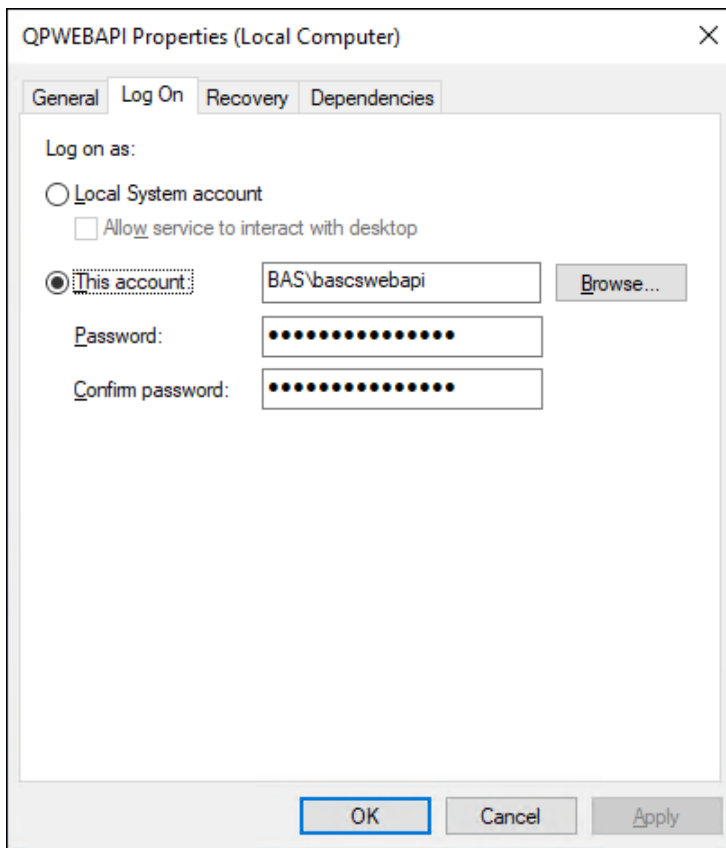 QPWEBAPI Properties (Local Computer)
General Log On Recovery Dependencies
Log on as:
Local System account
Allow service to interact with desktop
This account: BAS\bascswebapi Browse...
Password: •••••••••••••••
Confirm password: •••••••••••••••
OK Cancel Apply